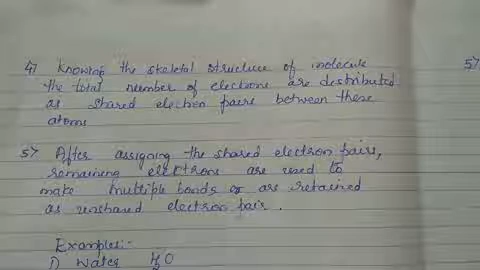 4) Knowing the skeletal structure of molecule
the total number of electrons are distributed
as shared electron pairs between these
atoms
5) After assigning the shared electron pairs,
remaining elektrons are used to
make multiple bonds or are retained
as unshared electron pair.
Examples:-
1) Water H2O
5)